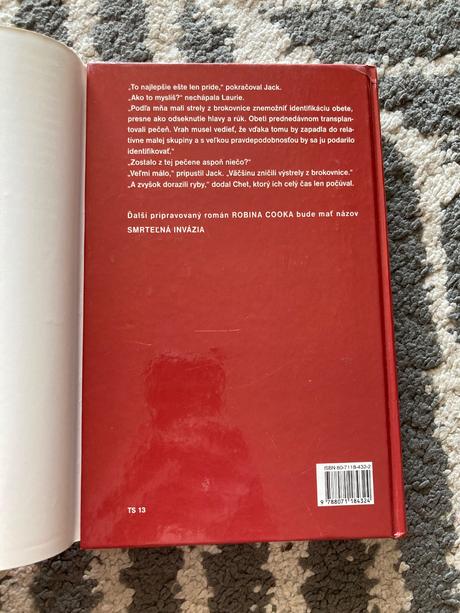 „To najlepšie ešte len príde,“ pokračoval Jack.
„Ako to myslíš?“ nechápala Laurie.
„Podľa mňa mali strely z brokovnice znemožniť identifikáciu obete,
presne ako odseknutie hlavy a rúk. Obeti prednedávnom transplan-
tovali pečeň. Vrah musel vedieť, že vďaka tomu by zapadla do rela-
tívne malej skupiny a s veľkou pravdepodobnosťou by sa ju podarilo
identifikovať.“
„Zostalo z tej pečene aspoň niečo?“
„Veľmi málo,“ pripustil Jack. „Väčšinu zničili výstrely z brokovnice.“
„A zvyšok dorazili ryby,“ dodal Chet, ktorý ich celý čas len počúval.
Ďalší pripravovaný román ROBINA COOKA bude mať názov
SMRTEĽNÁ INVÁZIA
ISBN 80-7118-432-2
9 788071 184324
TS 13